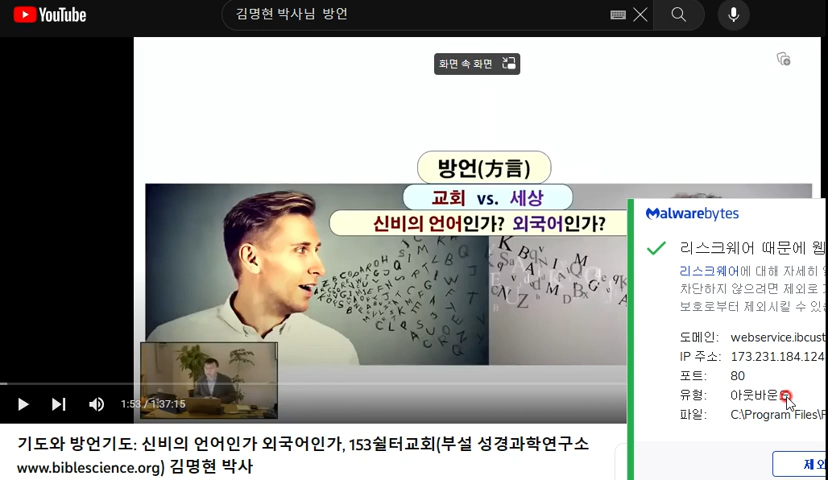 YouTube
김명현 박사님 방언
화면 속 화면
방언(方言)
교회 vs. 세상
신비의 언어인가? 외국어인가?
Malwarebytes
리스크웨어 때문에 웹
리스크웨어에 대해 자세히
차단하지 않으려면 제외로
보호로부터 제외시킬 수 있
도메인: webservice.ibcust
IP 주소: 173.231.184.124
포트: 80
유형: 아웃바운
파일: C:\Program Files\
제외
1:53 / 1:37:15
기도와 방언기도: 신비의 언어인가 외국어인가, 153쉴터교회(부설 성경과학연구소
www.biblescience.org) 김명현 박사